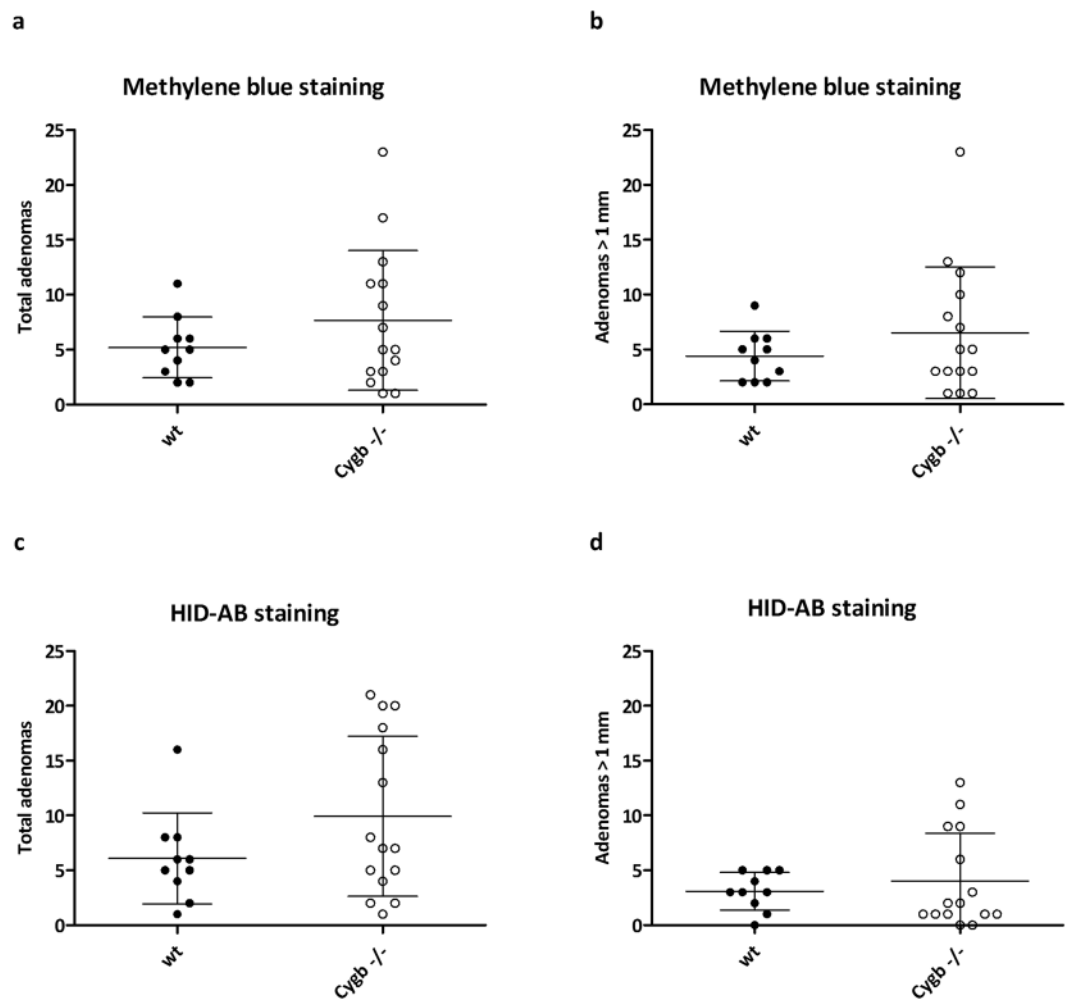 a
Methylene blue staining
Total adenomas
25
20
15
10
5
0
wt
Cygb -/-
b
Methylene blue staining
Adenomas > 1 mm
25
20
15
10
5
0
wt
Cygb -/-
c
HID-AB staining
Total adenomas
25
20
15
10
5
0
wt
Cygb -/-
d
HID-AB staining
Adenomas > 1 mm
25
20
15
10
5
0
wt
Cygb -/-